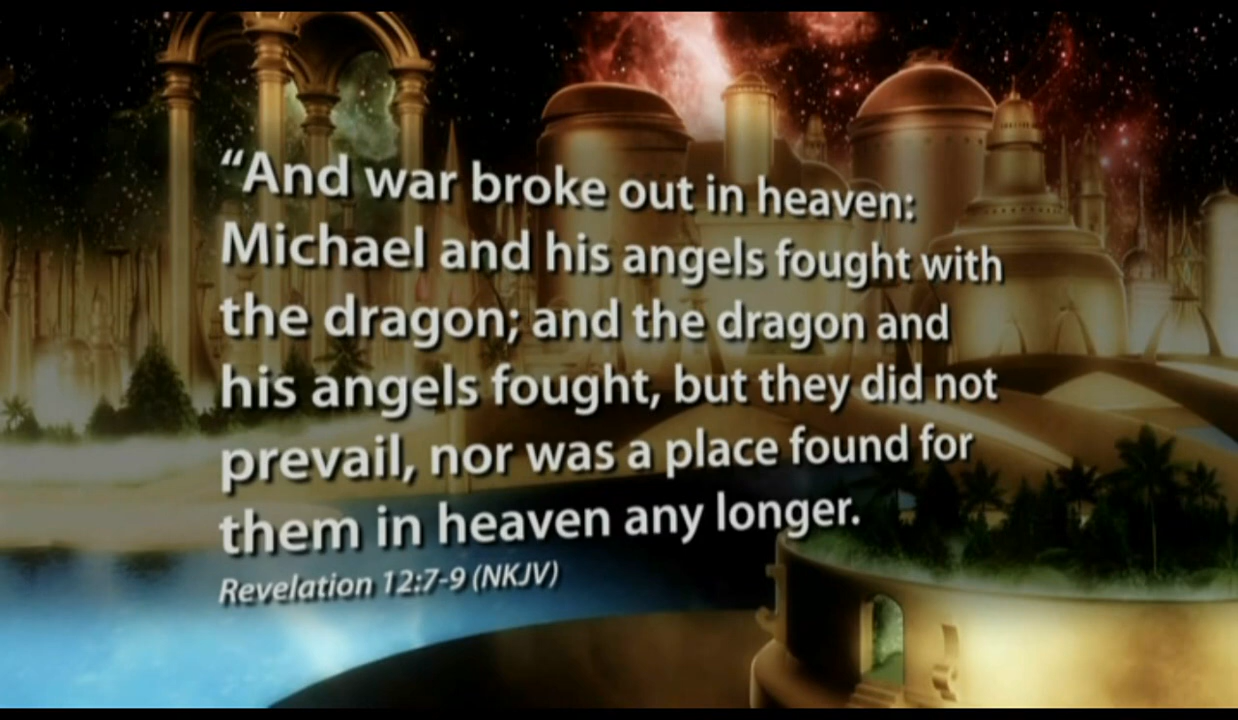 “And war broke out in heaven:
Michael and his angels fought with
the dragon; and the dragon and
his angels fought, but they did not
prevail, nor was a place found for
them in heaven any longer.
Revelation 12:7-9 (NKJV)